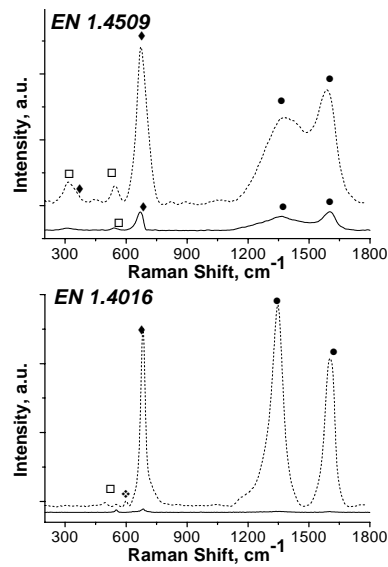 EN 1.4509
Intensity, a.u.
300 600 900 1200 1500 1800
Raman Shift, cm-1
EN 1.4016
Intensity, a.u.
300 600 900 1200 1500 1800
Raman Shift, cm-1